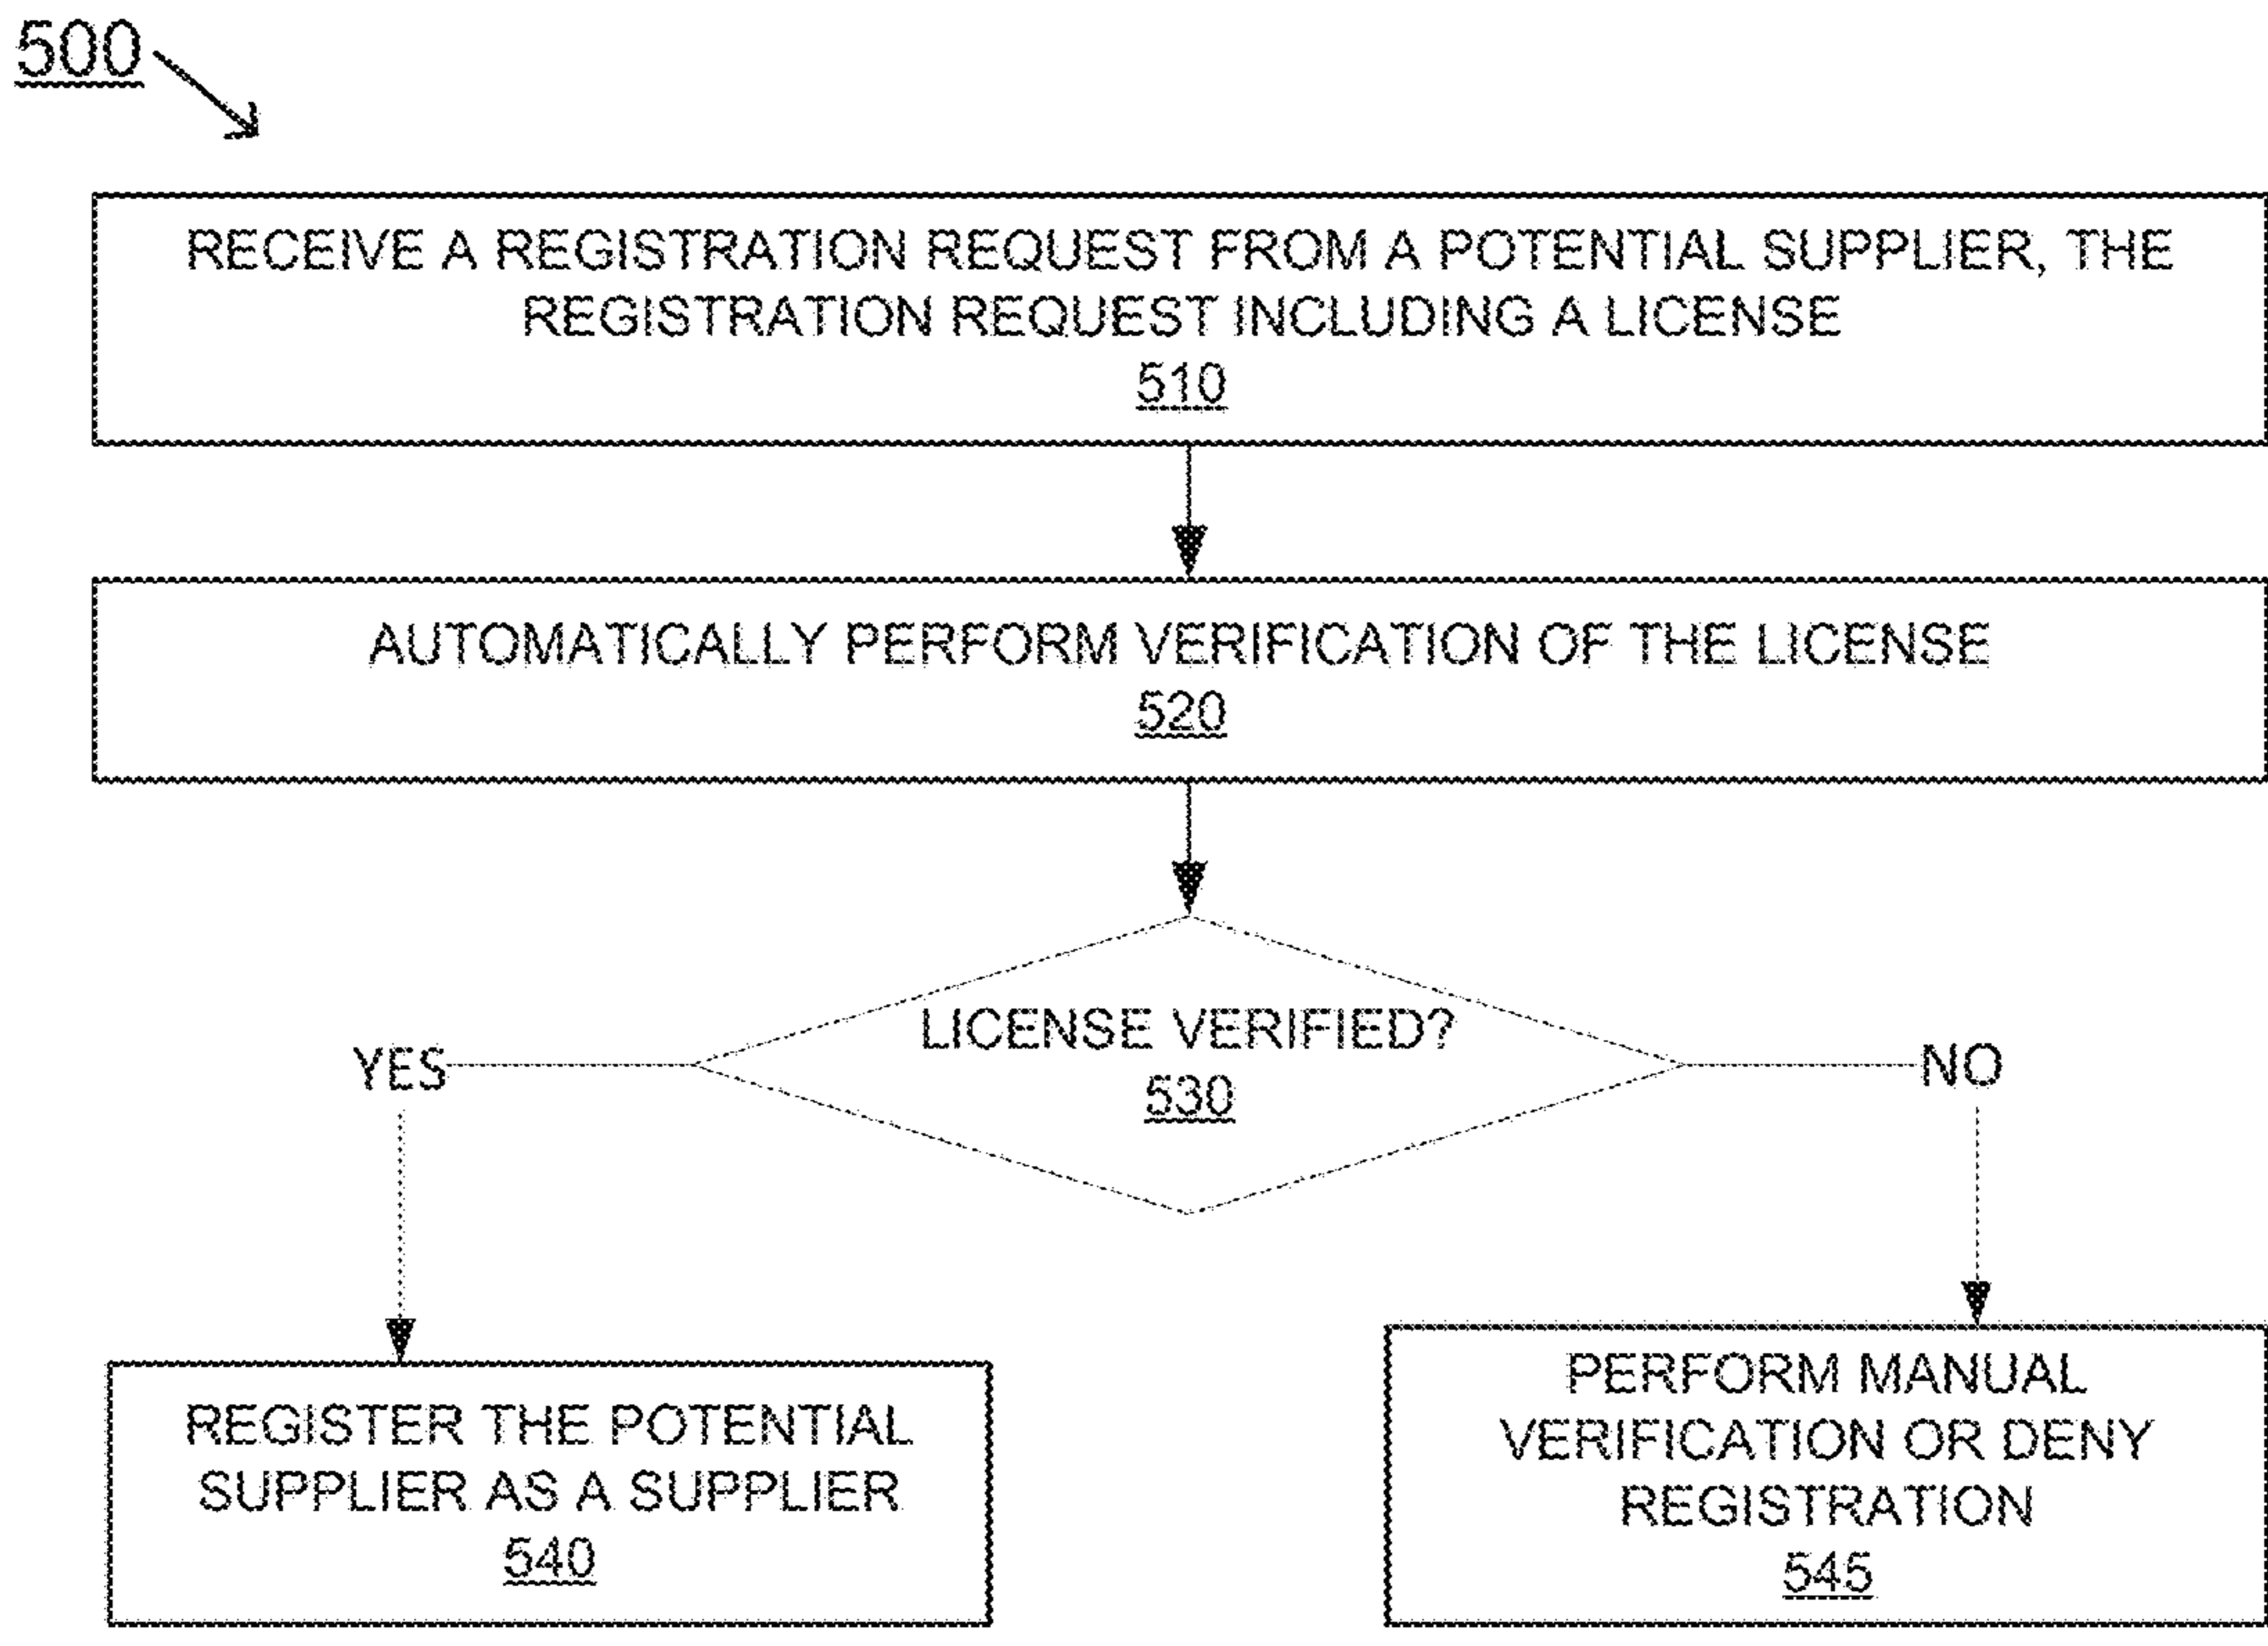 500
RECEIVE A REGISTRATION REQUEST FROM A POTENTIAL SUPPLIER, THE
REGISTRATION REQUEST INCLUDING A LICENSE
510
AUTOMATICALLY PERFORM VERIFICATION OF THE LICENSE
520
LICENSE VERIFIED?
530
YES
NO
REGISTER THE POTENTIAL
SUPPLIER AS A SUPPLIER
540
PERFORM MANUAL
VERIFICATION OR DENY
REGISTRATION
545